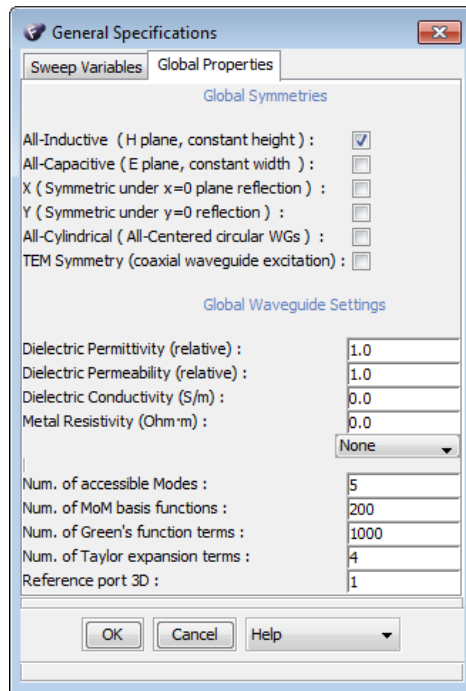 General Specifications
Sweep Variables Global Properties
Global Symmetries
All-Inductive ( H plane, constant height ) :
All-Capacitive ( E plane, constant width ) :
X ( Symmetric under x=0 plane reflection ) :
Y ( Symmetric under y=0 reflection ) :
All-Cylindrical ( All-Centered circular WGs ) :
TEM Symmetry (coaxial waveguide excitation) :
Global Waveguide Settings
Dielectric Permittivity (relative) : 1.0
Dielectric Permeability (relative) : 1.0
Dielectric Conductivity (S/m) : 0.0
Metal Resistivity (Ohm·m) : 0.0
None
Num. of accessible Modes : 5
Num. of MoM basis functions : 200
Num. of Green's function terms : 1000
Num. of Taylor expansion terms : 4
Reference port 3D : 1
OK Cancel Help